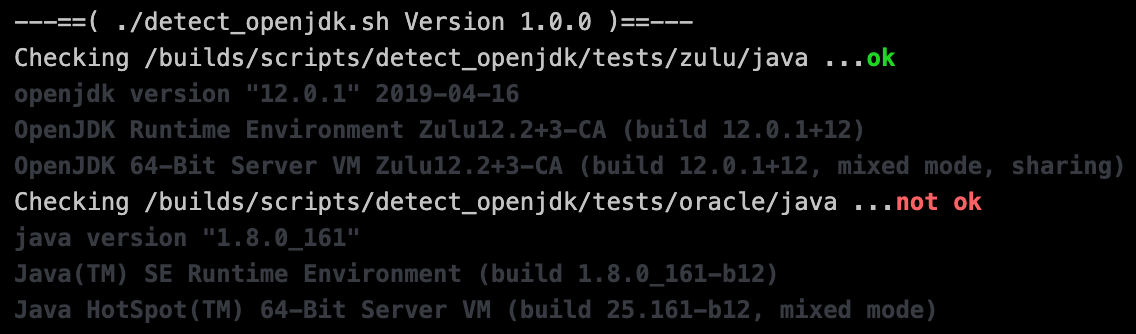 ---==( ./detect_openjdk.sh Version 1.0.0 )==---
Checking /builds/scripts/detect_openjdk/tests/zulu/java ...ok
openjdk version "12.0.1" 2019-04-16
OpenJDK Runtime Environment Zulu12.2+3-CA (build 12.0.1+12)
OpenJDK 64-Bit Server VM Zulu12.2+3-CA (build 12.0.1+12, mixed mode, sharing)
Checking /builds/scripts/detect_openjdk/tests/oracle/java ...not ok
java version "1.8.0_161"
Java(TM) SE Runtime Environment (build 1.8.0_161-b12)
Java HotSpot(TM) 64-Bit Server VM (build 25.161-b12, mixed mode)